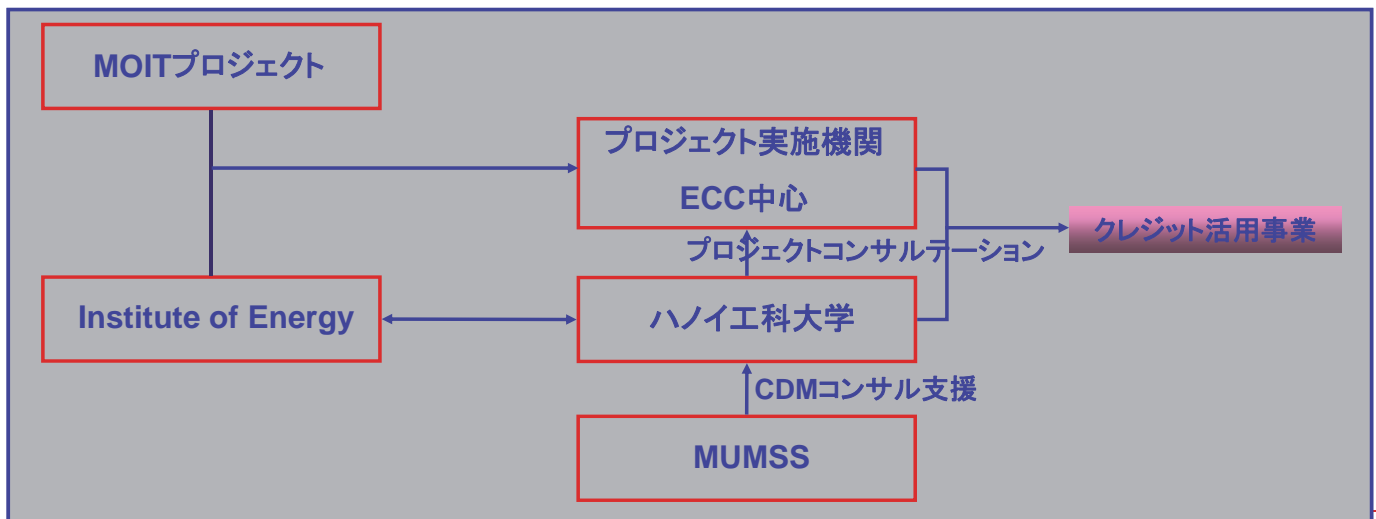 MOITプロジェクト
プロジェクト実施機関
ECC中心
クレジット活用事業
プロジェクトコンサルテーション
Institute of Energy
ハノイ工科大学
CDMコンサル支援
MUMSS